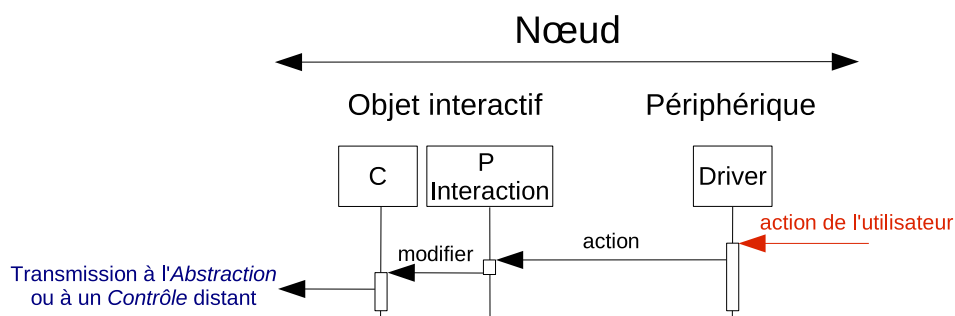 Nœud
Objet interactif
Périphérique
C
P
Interaction
Driver
action de l'utilisateur
action
modifier
Transmission à l'Abstraction
ou à un Contrôle distant